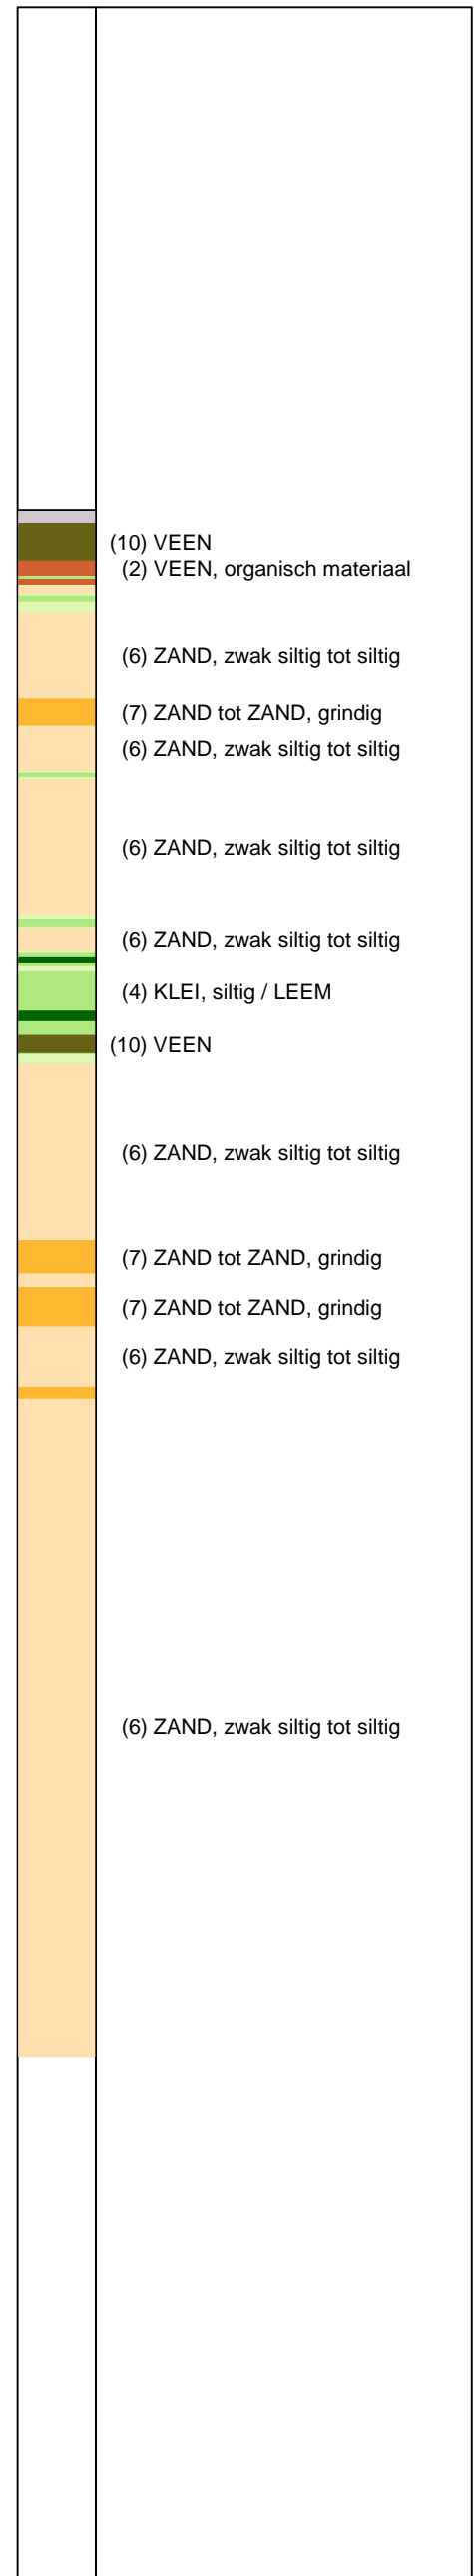 (10) VEEN
(2) VEEN, organisch materiaal
(6) ZAND, zwak siltig tot siltig
(7) ZAND tot ZAND, grindig
(6) ZAND, zwak siltig tot siltig
(6) ZAND, zwak siltig tot siltig
(6) ZAND, zwak siltig tot siltig
(4) KLEI, siltig / LEEM
(10) VEEN
(6) ZAND, zwak siltig tot siltig
(7) ZAND tot ZAND, grindig
(7) ZAND tot ZAND, grindig
(6) ZAND, zwak siltig tot siltig
(6) ZAND, zwak siltig tot siltig